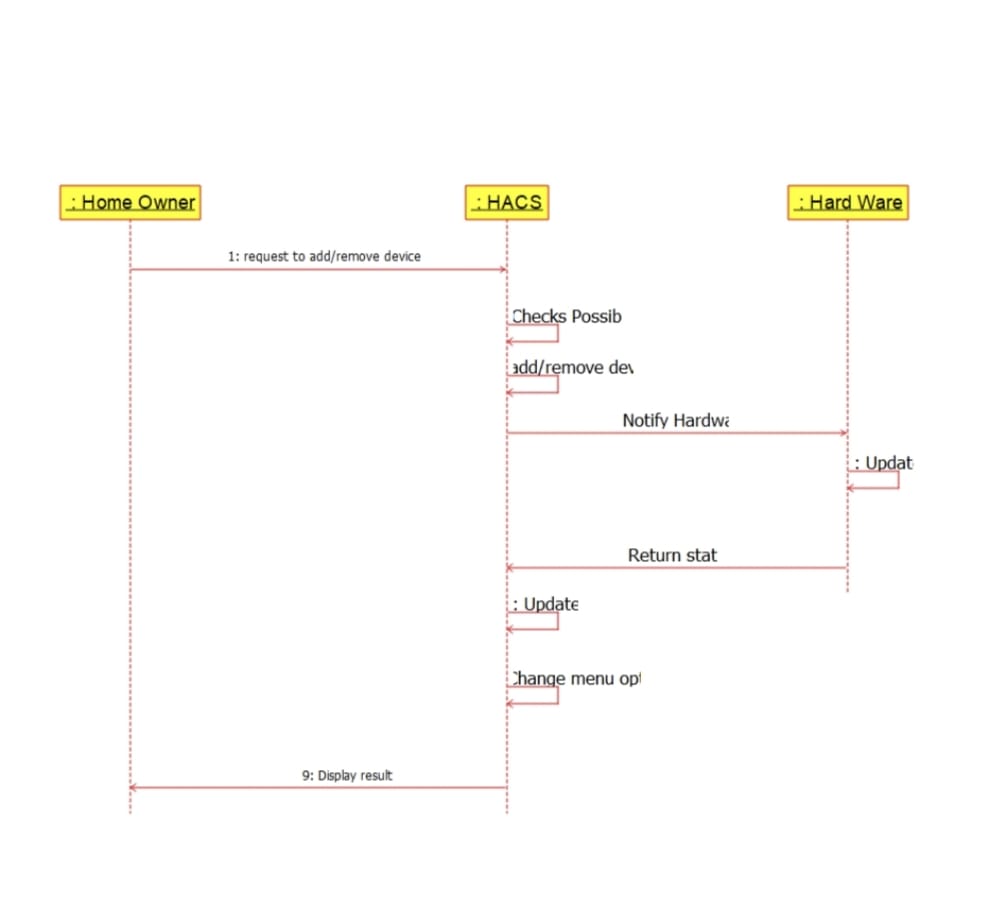 : Home Owner
: HACS
: Hard Ware
1: request to add/remove device
Checks Possib
add/remove dev
Notify Hardwa
: Updat
Return stat
: Update
Change menu opt
9: Display result